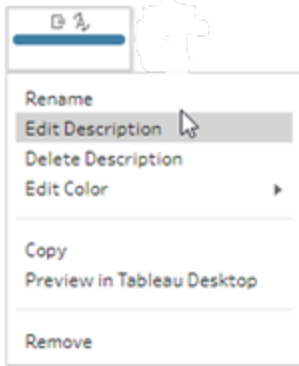 Rename
Edit Description
Delete Description
Edit Color
Copy
Preview in Tableau Desktop
Remove